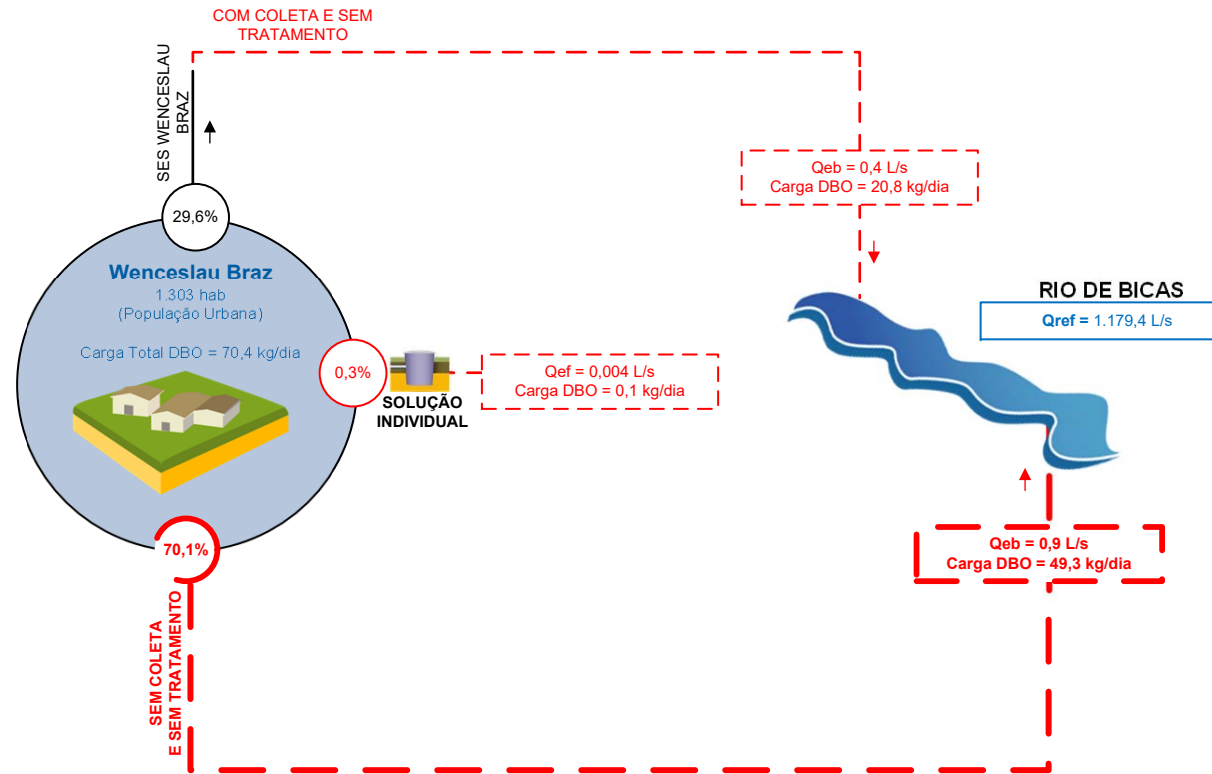 COM COLETA E SEM
TRATAMENTO
SES WENCESLAU
BRAZ
29,6%
Qeb = 0,4 L/s
Carga DBO = 20,8 kg/dia
Wenceslau Braz
1.303 hab
(População Urbana)
Carga Total DBO = 70,4 kg/dia
0,3%
SOLUÇÃO
INDIVIDUAL
Qef = 0,004 L/s
Carga DBO = 0,1 kg/dia
RIO DE BICAS
Qref = 1.179,4 L/s
70,1%
Qeb = 0,9 L/s
Carga DBO = 49,3 kg/dia
SEM COLETA
E SEM TRATAMENTO